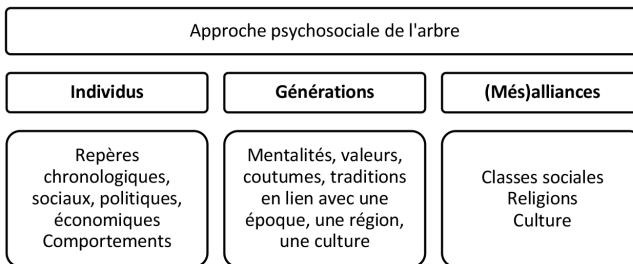 Approche psychosociale de l'arbre
Individus
Générations
(Més)alliances
Repères
chronologiques,
sociaux, politiques,
économiques
Comportements
Mentalités, valeurs,
coutumes, traditions
en lien avec une
époque, une région,
une culture
Classes sociales
Religions
Culture